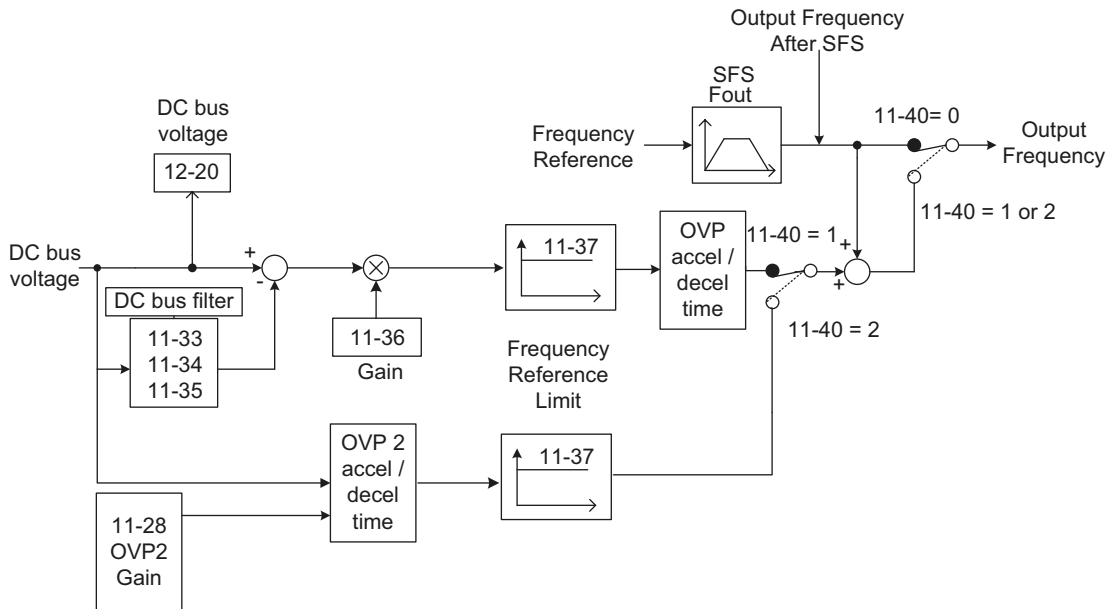 Output Frequency
After SFS
SFS
Fout
DC bus
voltage
12-20
Frequency
Reference
11-40= 0
Output
Frequency
11-40 = 1 or 2
DC bus
voltage
+
-
DC bus filter
11-33
11-34
11-35
11-36
Gain
11-37
OVP
accel /
decel
time
11-40 = 1
+
+
11-40 = 2
Frequency
Reference
Limit
OVP 2
accel /
decel
time
11-37
11-28
OVP2
Gain